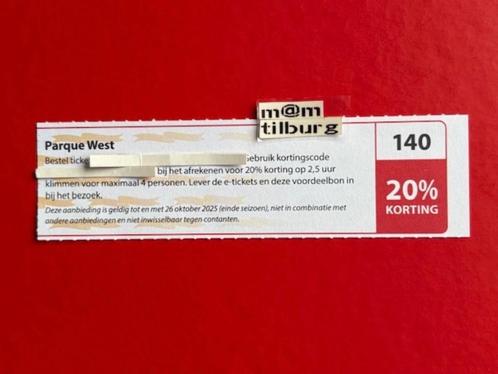 m@m
tilburg
Parque West
Bestel ticke gebruik kortingscode
bij het afrekenen voor 20% korting op 2,5 uur
klimmen voor maximaal 4 personen. Lever de e-tickets en deze voordeelbon in
bij het bezoek.
Deze aanbieding is geldig tot en met 26 oktober 2025 (einde seizoen), niet in combinatie met
andere aanbiedingen en niet inwisselbaar tegen contanten.
140
20%
KORTING